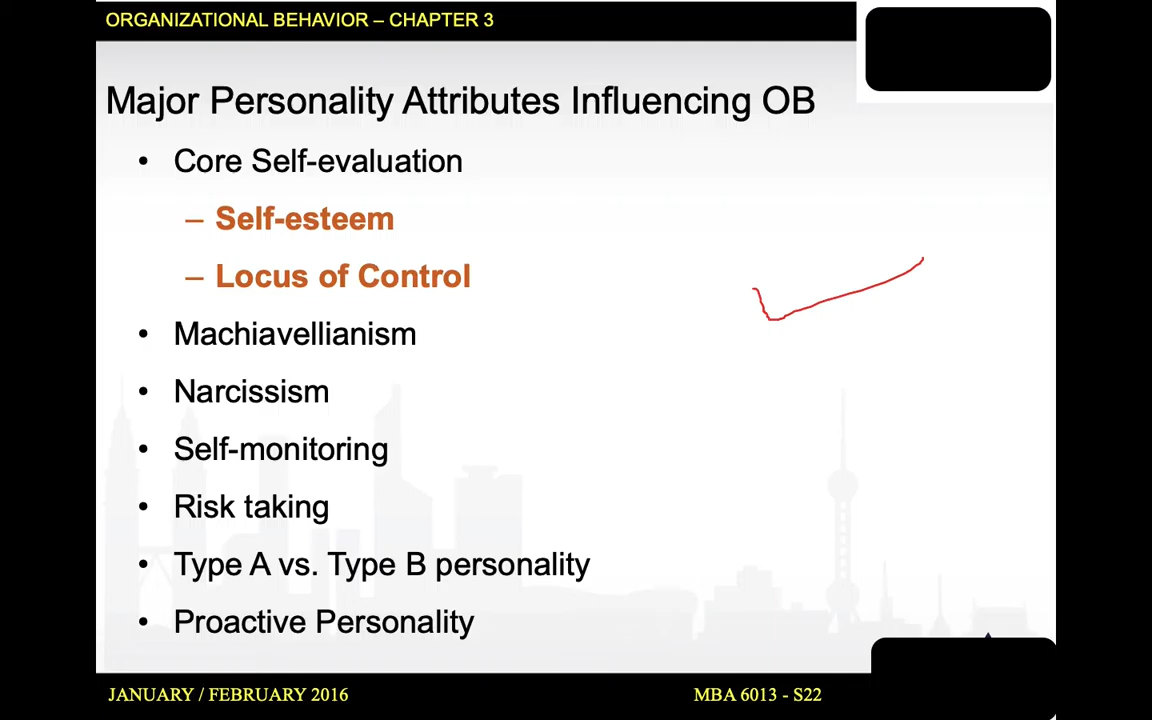 ORGANIZATIONAL BEHAVIOR – CHAPTER 3
Major Personality Attributes Influencing OB
• Core Self-evaluation
– Self-esteem
– Locus of Control
• Machiavellianism
• Narcissism
• Self-monitoring
• Risk taking
• Type A vs. Type B personality
• Proactive Personality
JANUARY / FEBRUARY 2016
MBA 6013 - S22